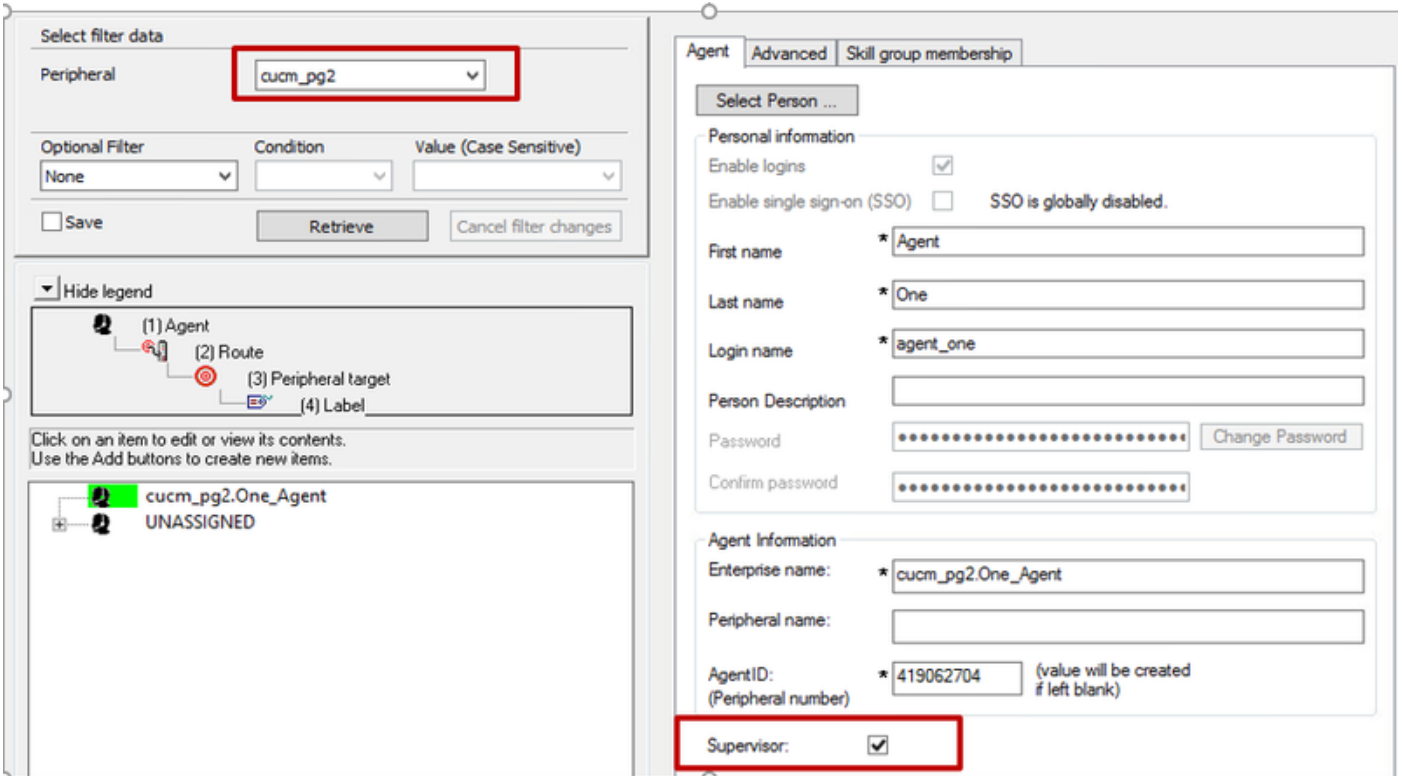 Select filter data
Peripheral
cucm_pg2
Optional Filter Condition Value (Case Sensitive)
None
Save Retrieve Cancel filter changes
Hide legend
(1) Agent
(2) Route
(3) Peripheral target
(4) Label
Click on an item to edit or view its contents.
Use the Add buttons to create new items.
cucm_pg2.One_Agent
UNASSIGNED
Agent Advanced Skill group membership
Select Person ...
Personal information
Enable logins
Enable single sign-on (SSO) SSO is globally disabled.
First name * Agent
Last name * One
Login name * agent_one
Person Description
Password Change Password
Confirm password
Agent Information
Enterprise name: * cucm_pg2.One_Agent
Peripheral name:
AgentID: * 419062704 (value will be created
(Peripheral number) if left blank)
Supervisor: